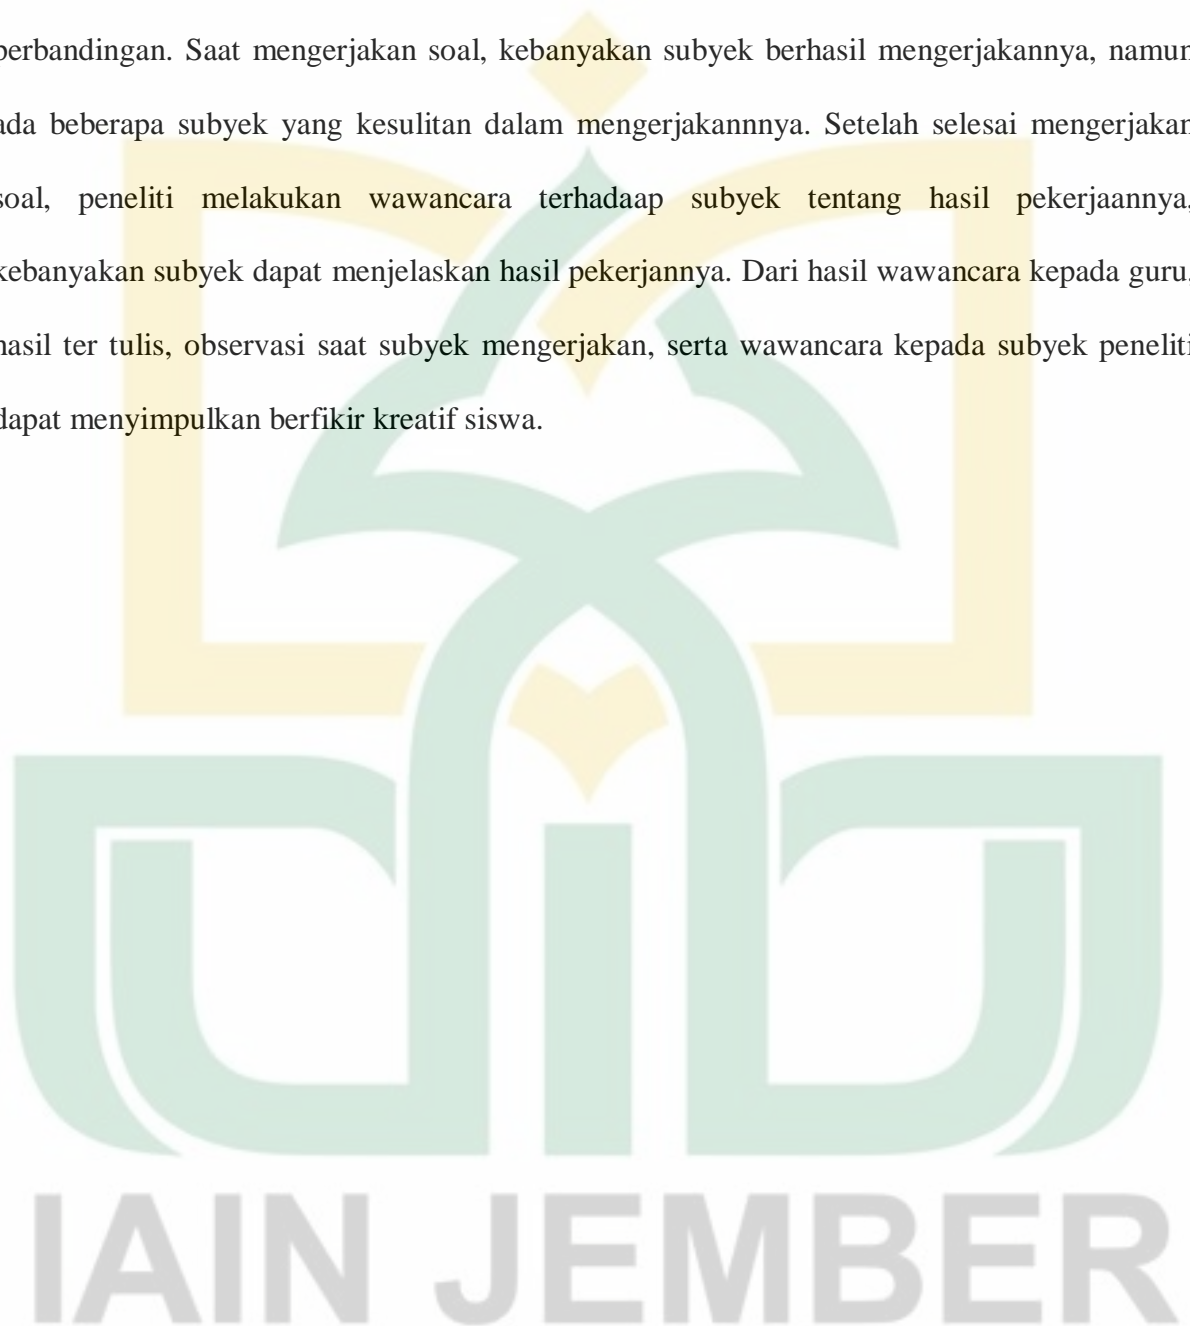 perbandingan. Saat mengerjakan soal, kebanyakan subyek berhasil mengerjakannya, namun
ada beberapa subyek yang kesulitan dalam mengerjakannnya. Setelah selesai mengerjakan
soal, peneliti melakukan wawancara terhadaap subyek tentang hasil pekerjaannya,
kebanyakan subyek dapat menjelaskan hasil pekerjannya. Dari hasil wawancara kepada guru,
hasil ter tulis, observasi saat subyek mengerjakan, serta wawancara kepada subyek peneliti
dapat menyimpulkan berfikir kreatif siswa.
IAIN JEMBER